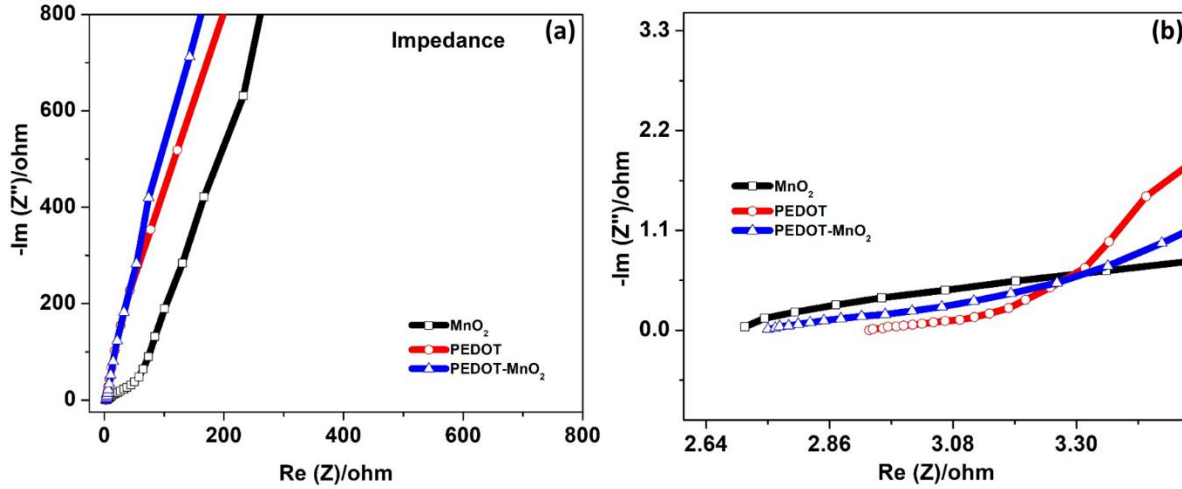 800
600
400
200
0
-Im (Z")/ohm
Impedance
(a)
MnO₂
PEDOT
PEDOT-MnO₂
0
200
400
600
800
Re (Z)/ohm
3.3
2.2
1.1
0.0
-Im (Z")/ohm
(b)
MnO₂
PEDOT
PEDOT-MnO₂
2.64
2.86
3.08
3.30
Re (Z)/ohm